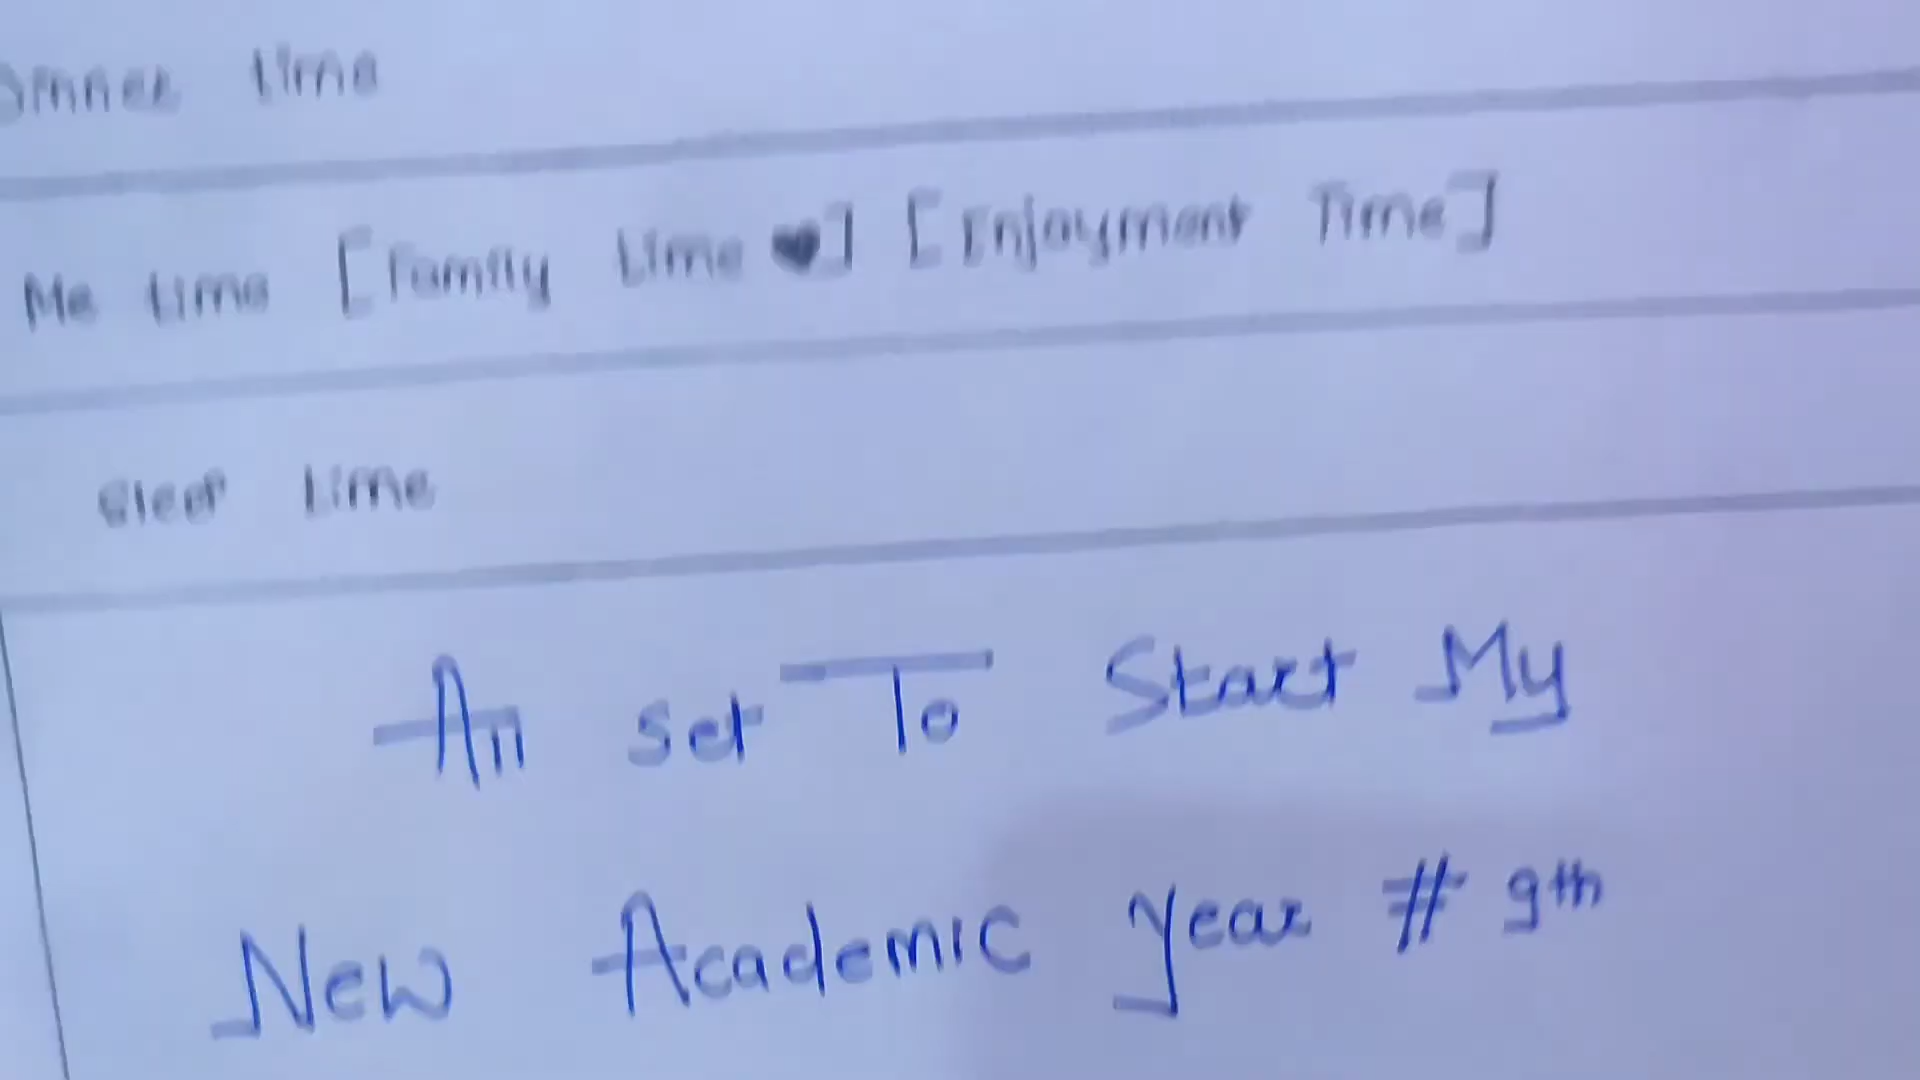 Dinner time
Me time [Family time ♥] [Enjoyment Time]
Sleep time
All set To Start My
New Academic Year # 9th